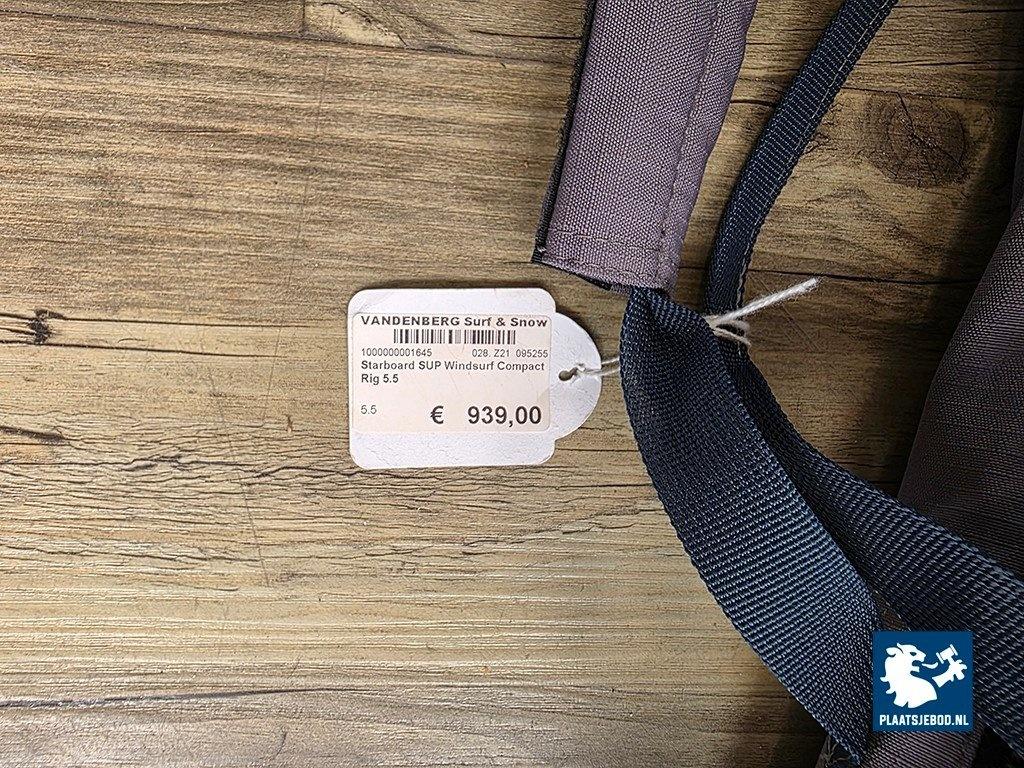 VANDENBERG Surf & Snow
1000000001645 028. Z21 095255
Starboard SUP Windsurf Compact
Rig 5.5
5.5 € 939,00
PLAATSJEBOD.NL